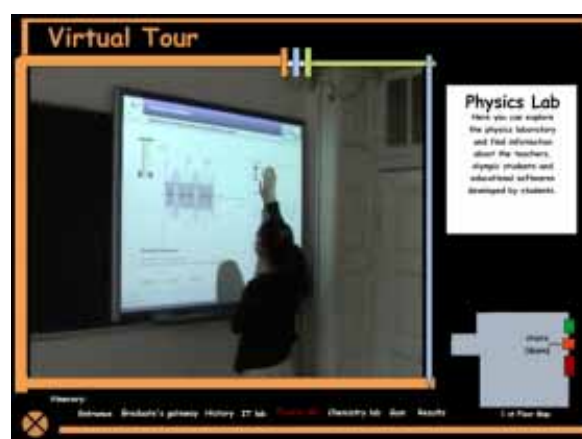 Virtual Tour
Physics Lab
Here you can explore
the physics laboratory
and find information
about the teachers,
olympic students and
educational softwares
developed by students.
Itinerary:
Entrance Graduate's gateway History IT lab Physics lab Chemistry lab Gym Results
1 st Floor Map